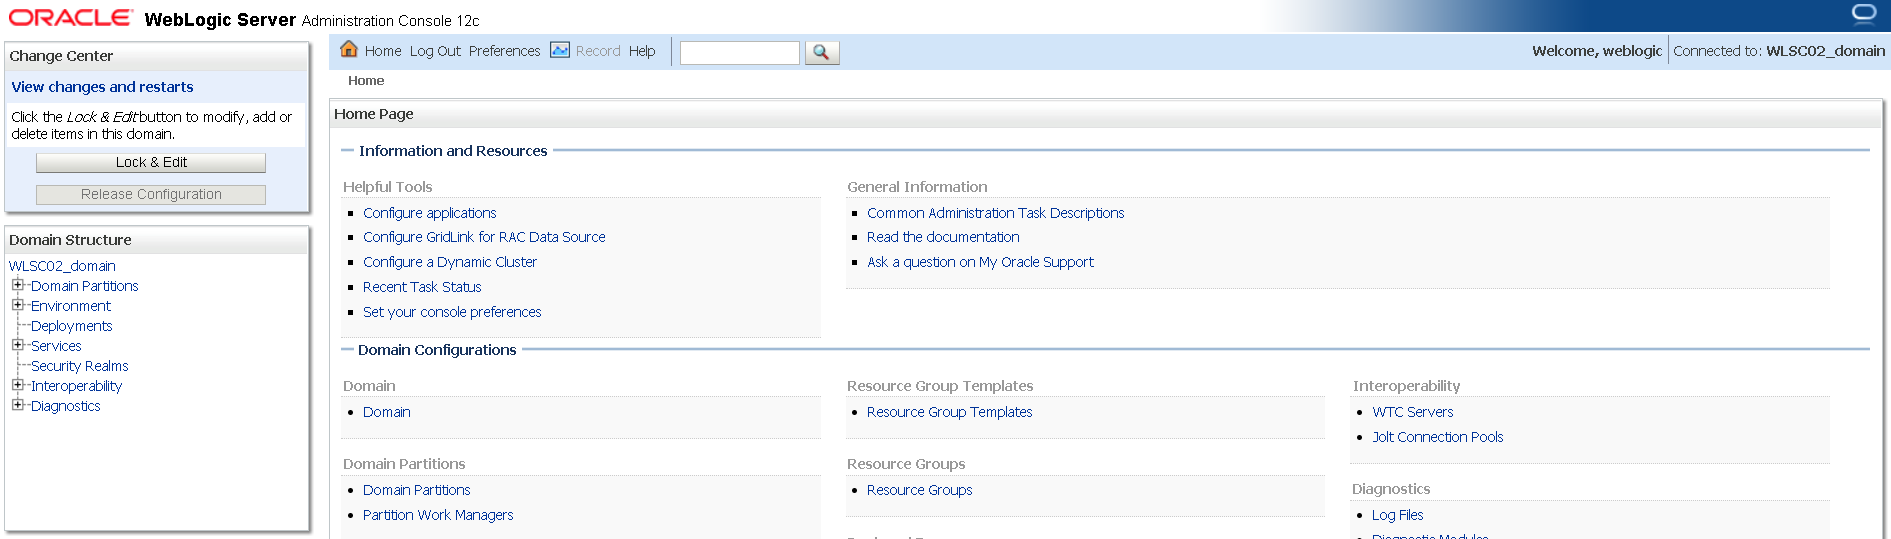 ORACLE WebLogic Server Administration Console 12c
Change Center
View changes and restarts
Click the Lock & Edit button to modify, add or
delete items in this domain.
Lock & Edit
Release Configuration
Domain Structure
WLSC02_domain
Domain Partitions
Environment
Deployments
Services
Security Realms
Interoperability
Diagnostics
Home Log Out Preferences Record Help
Welcome, weblogic Connected to: WLSC02_domain
Home
Home Page
Information and Resources
Helpful Tools
Configure applications
Configure GridLink for RAC Data Source
Configure a Dynamic Cluster
Recent Task Status
Set your console preferences
General Information
Common Administration Task Descriptions
Read the documentation
Ask a question on My Oracle Support
Domain Configurations
Domain
Domain
Domain Partitions
Domain Partitions
Partition Work Managers
Resource Group Templates
Resource Group Templates
Resource Groups
Resource Groups
Interoperability
WTC Servers
Jolt Connection Pools
Diagnostics
Log Files
Diagnostic Modules